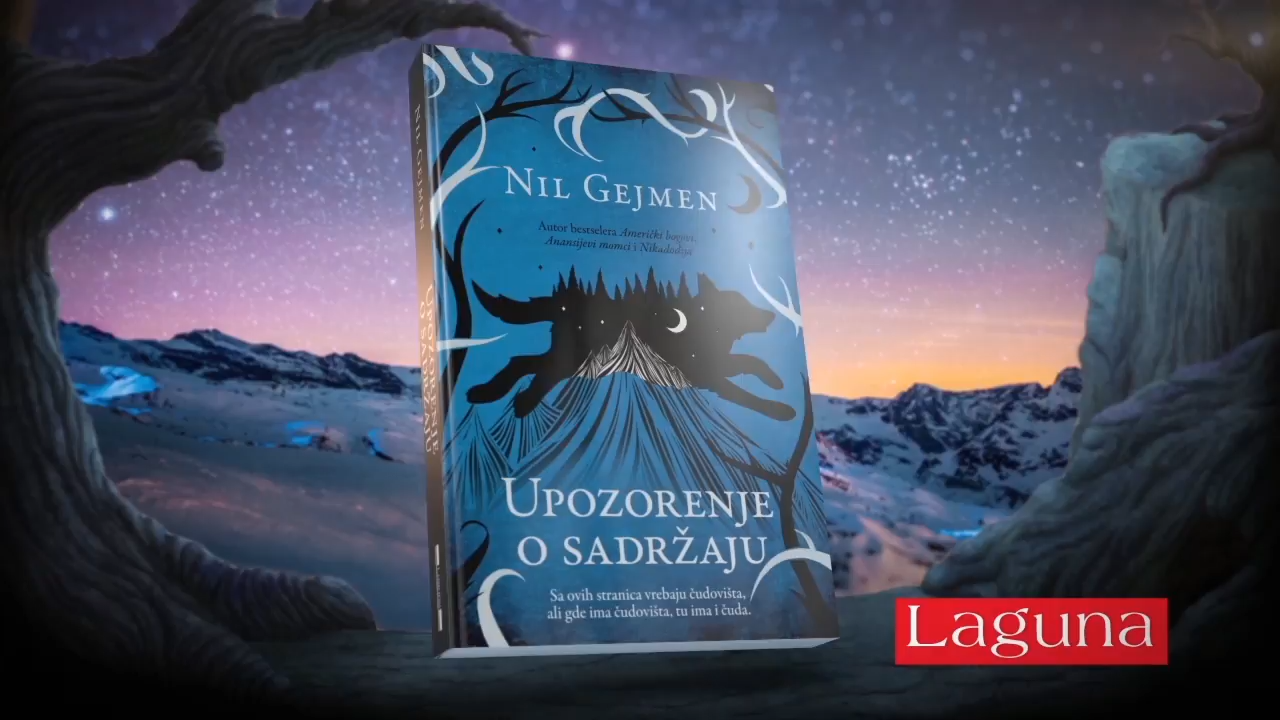 NIL GEJMEN
Autor bestselera Američki bogovi,
Anansijevi momci i Nikadođija
UPOZORENJE
O SADRŽAJU
Sa ovih stranica vrebaju čudovišta,
ali gde ima čudovišta, tu ima i čuda.
NIL GEJMEN
UPOZORENJE
O SADRŽAJU
Laguna